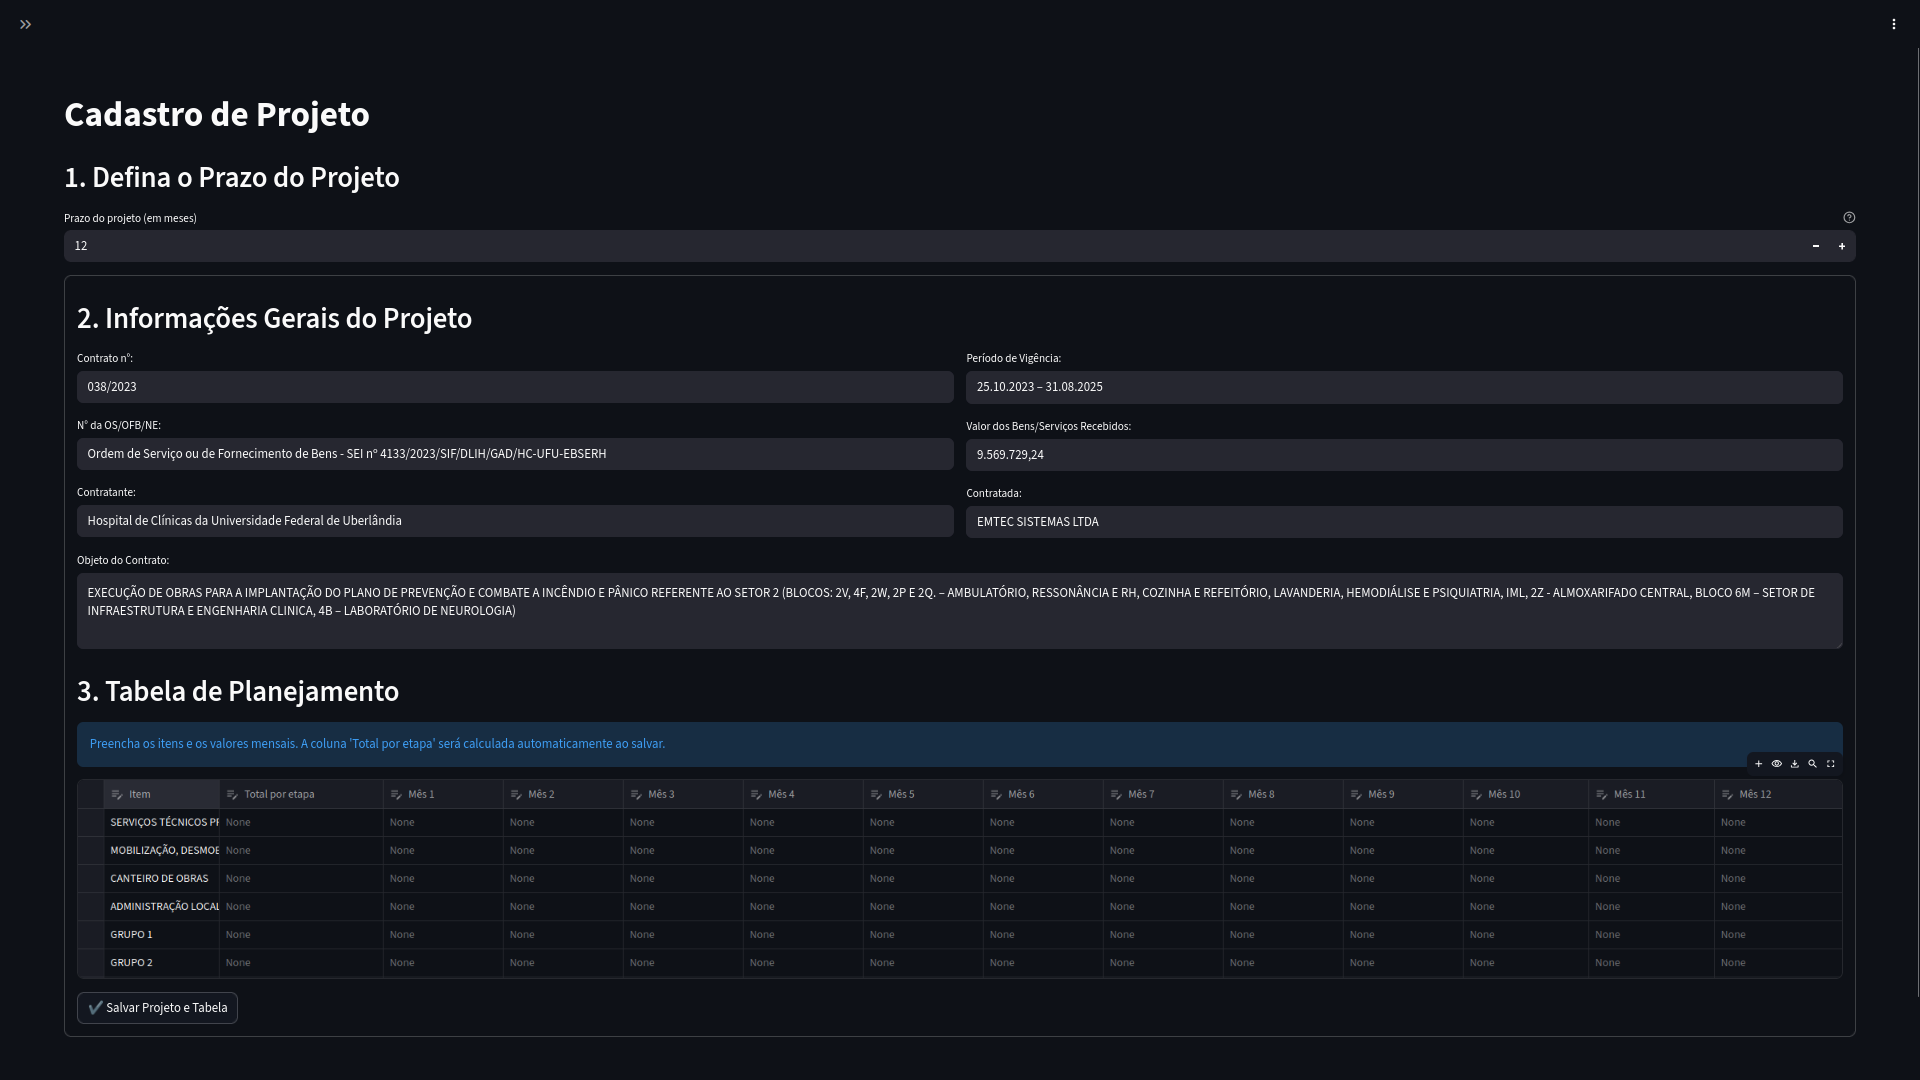 Cadastro de Projeto
1. Defina o Prazo do Projeto
Prazo do projeto (em meses)
12
2. Informações Gerais do Projeto
Contrato n°:
Período de Vigência:
038/2023
25.10.2023 – 31.08.2025
N° da OS/OFB/NE:
Valor dos Bens/Serviços Recebidos:
Ordem de Serviço ou de Fornecimento de Bens - SEI nº 4133/2023/SIF/DLIH/GAD/HC-UFU-EBSERH
9.569.729,24
Contratante:
Contratada:
Hospital de Clínicas da Universidade Federal de Uberlândia
EMTEC SISTEMAS LTDA
Objeto do Contrato:
EXECUÇÃO DE OBRAS PARA A IMPLANTAÇÃO DO PLANO DE PREVENÇÃO E COMBATE A INCÊNDIO E PÂNICO REFERENTE AO SETOR 2 (BLOCOS: 2V, 4F, 2W, 2P E 2Q. – AMBULATÓRIO, RESSONÂNCIA E RH, COZINHA E REFEITÓRIO, LAVANDERIA, HEMODIÁLISE E PSIQUIATRIA, IML, 2Z - ALMOXARIFADO CENTRAL, BLOCO 6M – SETOR DE
INFRAESTRUTURA E ENGENHARIA CLINICA, 4B – LABORATÓRIO DE NEUROLOGIA)
3. Tabela de Planejamento
Preencha os itens e os valores mensais. A coluna 'Total por etapa' será calculada automaticamente ao salvar.
Item Total por etapa Mês 1 Mês 2 Mês 3 Mês 4 Mês 5 Mês 6 Mês 7 Mês 8 Mês 9 Mês 10 Mês 11 Mês 12
SERVIÇOS TÉCNICOS PR None None None None None None None None None None None None None
MOBILIZAÇÃO, DESMOB None None None None None None None None None None None None None
CANTEIRO DE OBRAS None None None None None None None None None None None None None
ADMINISTRAÇÃO LOCAL None None None None None None None None None None None None None
GRUPO 1 None None None None None None None None None None None None None
GRUPO 2 None None None None None None None None None None None None None
Salvar Projeto e Tabela